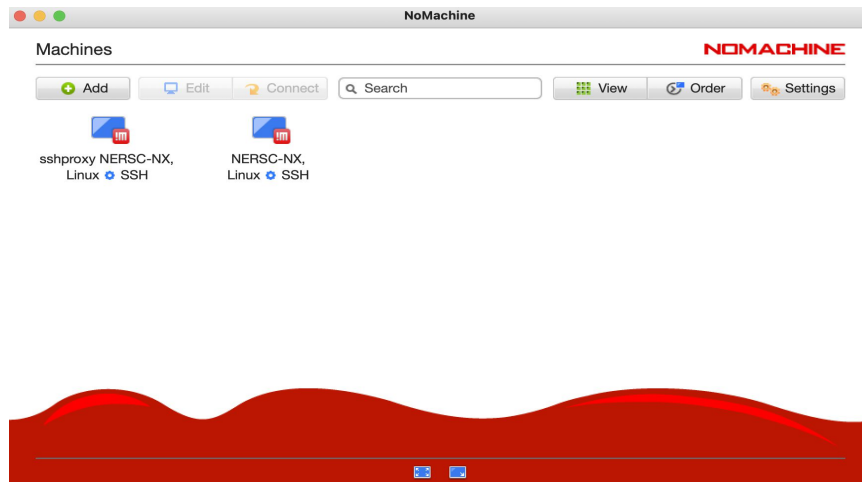 NoMachine
Machines
NOMACHINE
Add
Edit
Connect
Search
View
Order
Settings
!m
!m
sshproxy NERSC-NX,
Linux SSH
NERSC-NX,
Linux SSH